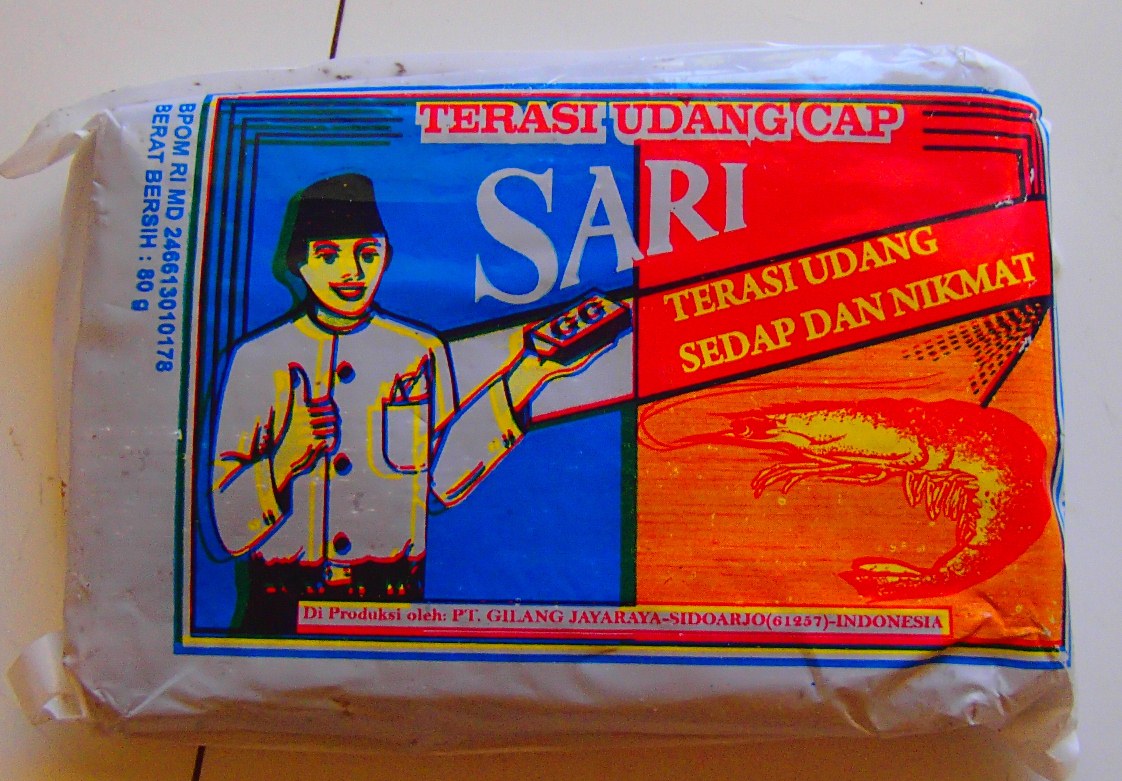 TERASI UDANG CAP
SARI
TERASI UDANG
SEDAP DAN NIKMAT
GG
Di Produksi oleh: PT. GILANG JAYARAYA-SIDOARJO(61257)-INDONESIA
BPOM RI MD 246613010178
BERAT BERSIH : 80 g